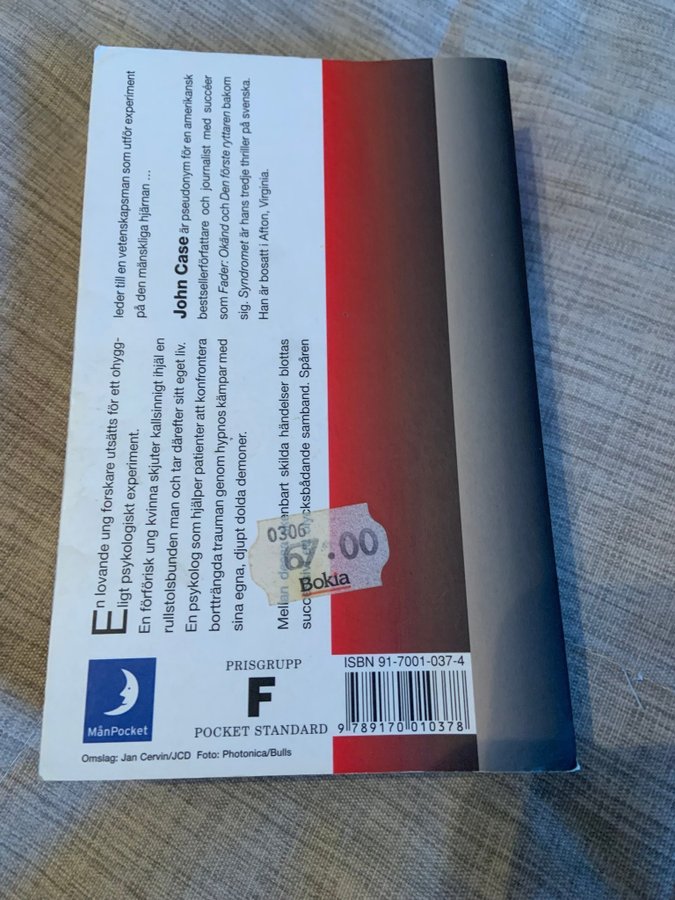 En lovande ung forskare utsätts för ett ohygg-
ligt psykologiskt experiment.
En förförisk ung kvinna skjuter kallsinnigt ihjäl en
rullstolsbunden man och tar därefter sitt eget liv.
En psykolog som hjälper patienter att konfrontera
bortträngda trauman genom hypnos kämpar med
sina egna, djupt dolda demoner.
Mellan skilda händelser blottas
samband. Spåren
leder till en vetenskapsman som utför experiment
på den mänskliga hjärnan ...
John Case är pseudonym för en amerikansk
bestsellerförfattare och journalist med succéer
som Fader: Okänd och Den förste ryttaren bakom
sig. Syndromet är hans tredje thriller på svenska.
Han är bosatt i Afton, Virginia.
0306
67.00
Bokia
MånPocket
PRISGRUPP
F
POCKET STANDARD
ISBN 91-7001-037-4
9 789170 010378
Omslag: Jan Cervin/JCD Foto: Photonica/Bulls